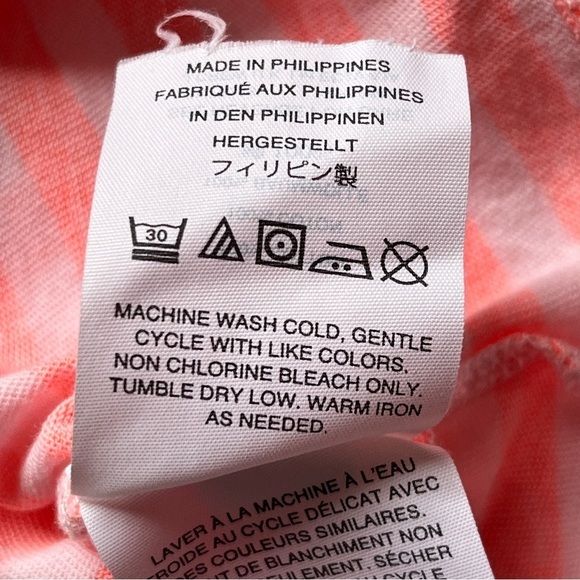 MADE IN PHILIPPINES
FABRIQUÉ AUX PHILIPPINES
IN DEN PHILIPPINEN
HERGESTELLT
フィリピン製
30
MACHINE WASH COLD, GENTLE
CYCLE WITH LIKE COLORS.
NON CHLORINE BLEACH ONLY.
TUMBLE DRY LOW. WARM IRON
AS NEEDED.
LAVER À LA MACHINE À L'EAU
FROIDE AU CYCLE DÉLICAT AVEC
DES COULEURS SIMILAIRES.
DE BLANCHIMENT NON
SEULEMENT. SÉCHER